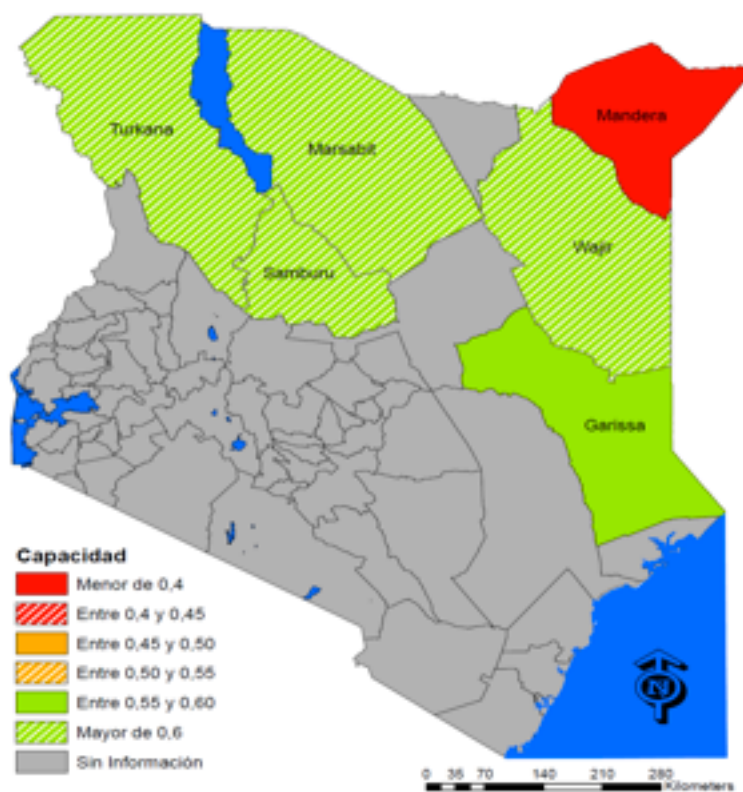 Mandera
Turkana
Marsabit
Wajir
Samburu
Garissa
Capacidad
Menor de 0,4
Entre 0,4 y 0,45
Entre 0,45 y 0,50
Entre 0,50 y 0,55
Entre 0,55 y 0,60
Mayor de 0,6
Sin Información
N
0 35 70 140 210 280
Kilometers